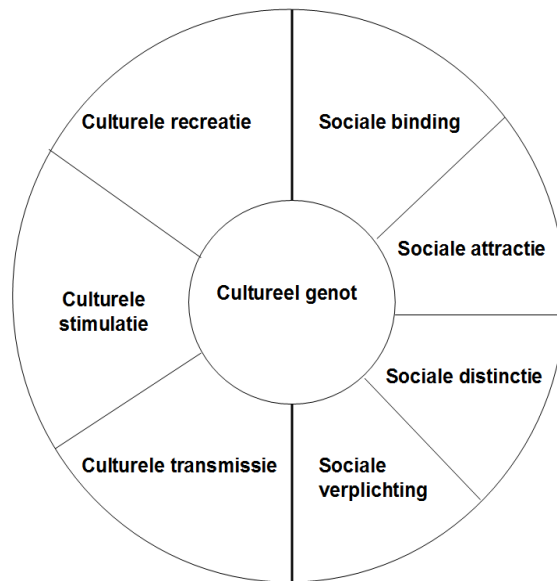 Culturele recreatie
Sociale binding
Sociale attractie
Culturele
stimulatie
Cultureel genot
Sociale distinctie
Culturele transmissie
Sociale
verplichting